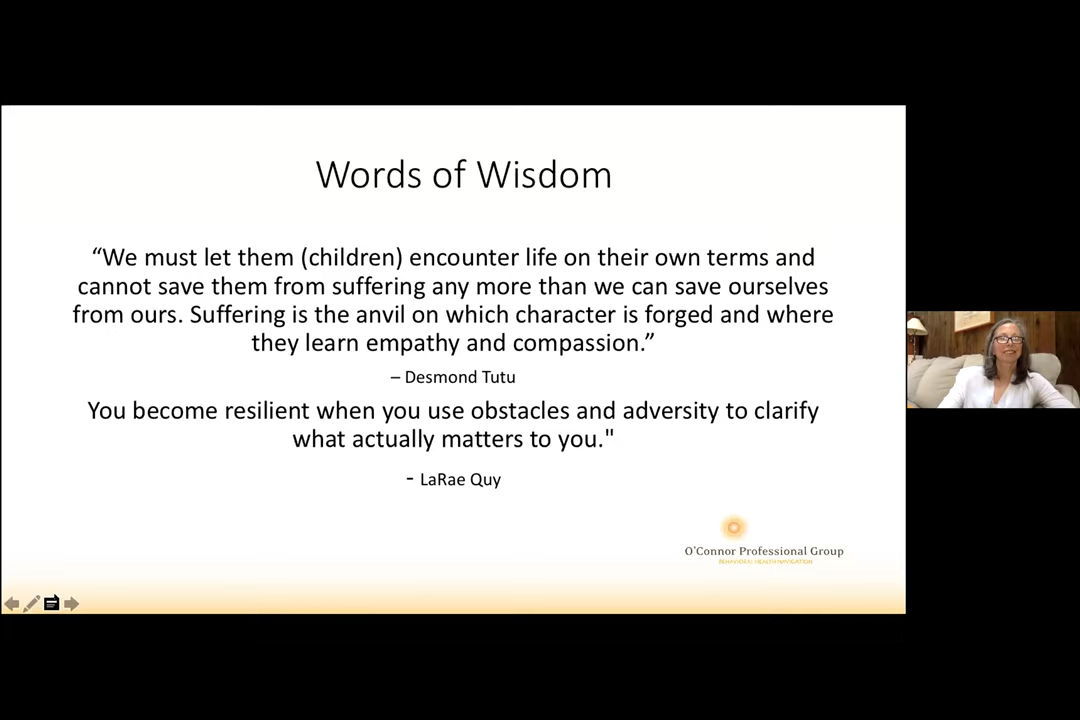 Words of Wisdom
“We must let them (children) encounter life on their own terms and
cannot save them from suffering any more than we can save ourselves
from ours. Suffering is the anvil on which character is forged and where
they learn empathy and compassion.”
– Desmond Tutu
You become resilient when you use obstacles and adversity to clarify
what actually matters to you."
- LaRae Quy
O'Connor Professional Group
BEHAVIORAL HEALTH NAVIGATION